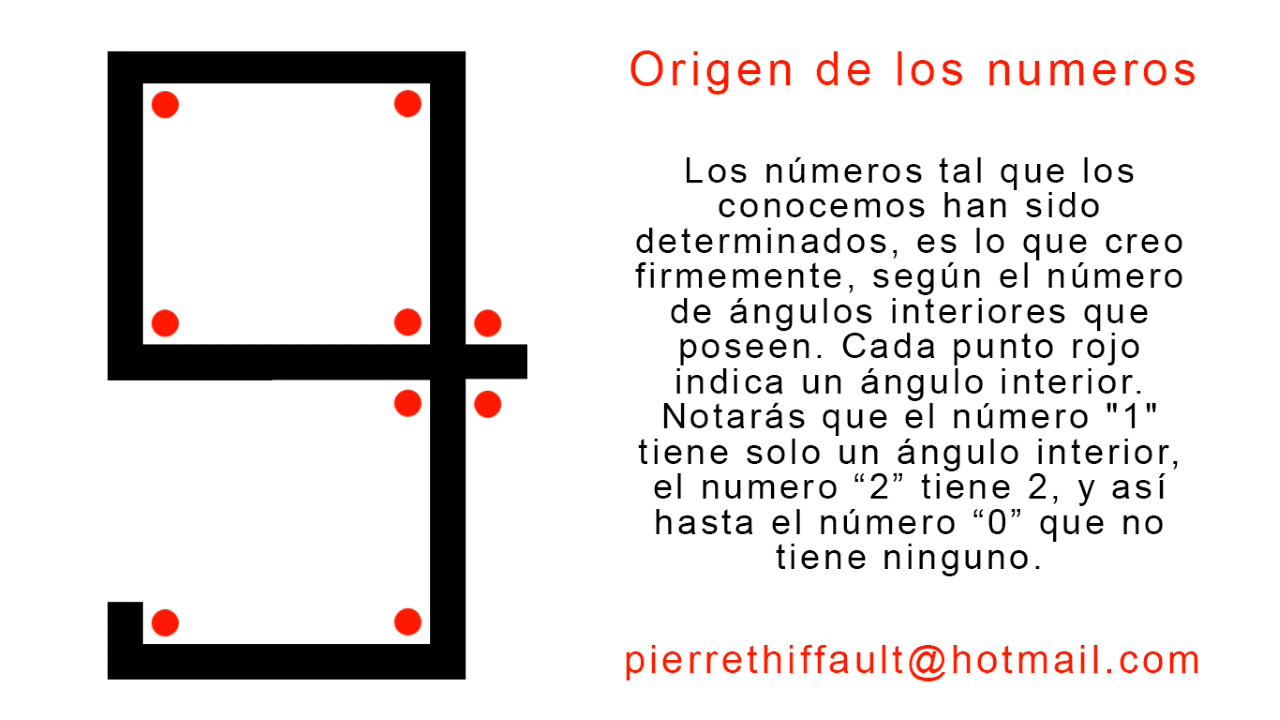 Origen de los numeros
Los números tal que los
conocemos han sido
determinados, es lo que creo
firmemente, según el número
de ángulos interiores que
poseen. Cada punto rojo
indica un ángulo interior.
Notarás que el número "1"
tiene solo un ángulo interior,
el numero “2” tiene 2, y así
hasta el número “0” que no
tiene ninguno.
pierrethiffault@hotmail.com